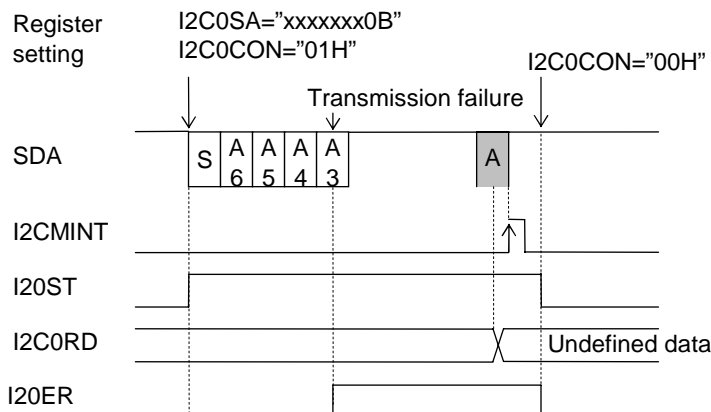 Register
setting
I2C0SA=”xxxxxxx0B”
I2C0CON=”01H”
I2C0CON=”00H”
Transmission failure
SDA
S
A
6
A
5
A
4
A
3
A
I2CMINT
I20ST
I2C0RD
Undefined data
I20ER